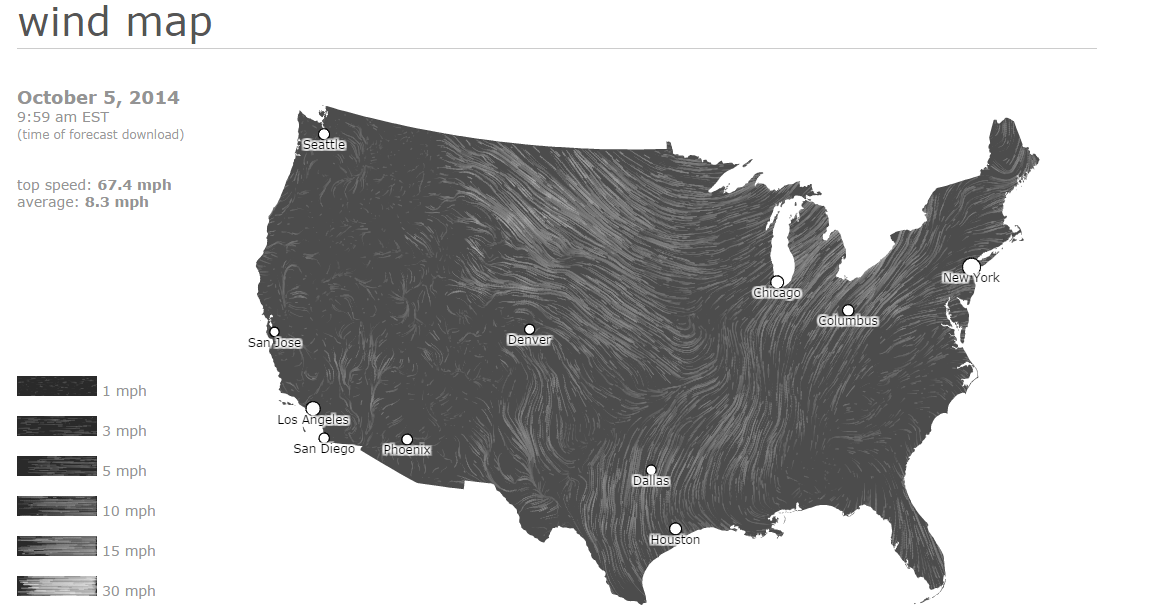 wind map
October 5, 2014
9:59 am EST
(time of forecast download)
top speed: 67.4 mph
average: 8.3 mph
Seattle
New York
Chicago
Columbus
Denver
San Jose
Los Angeles
San Diego
Phoenix
Dallas
Houston
1 mph
3 mph
5 mph
10 mph
15 mph
30 mph